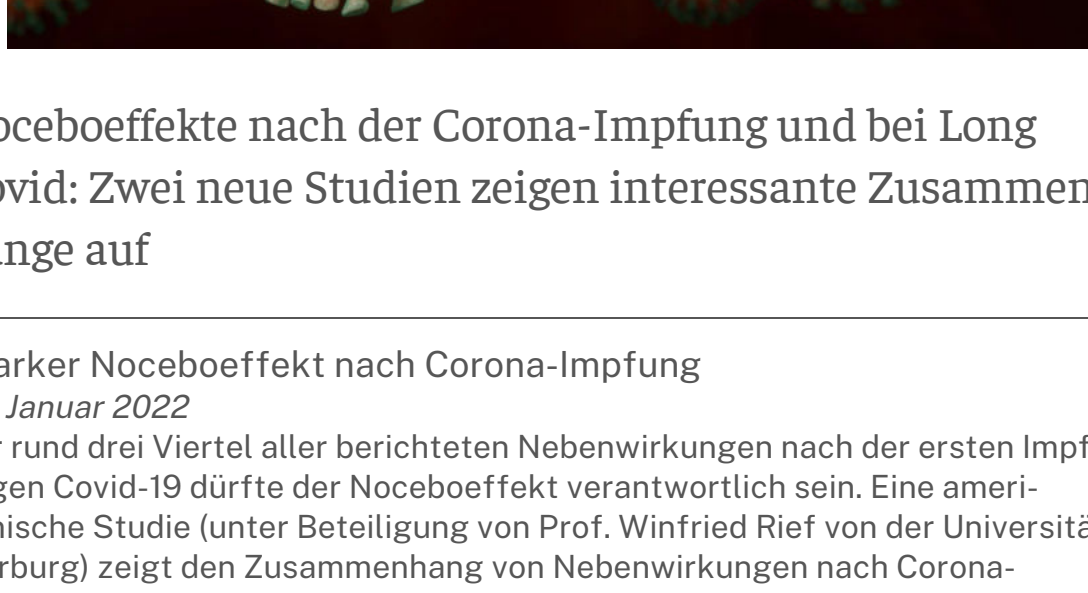 oceboeffekte nach der Corona-Impfung und bei Long
ovid: Zwei neue Studien zeigen interessante Zusammen
nge auf
arker Noceboeffekt nach Corona-Impfung
Januar 2022
r rund drei Viertel aller berichteten Nebenwirkungen nach der ersten Impf
gen Covid-19 dürfte der Noceboeffekt verantwortlich sein. Eine ameri-
nische Studie (unter Beteiligung von Prof. Winfried Rief von der Universitä
rburg) zeigt den Zusammenhang von Nebenwirkungen nach Corona-